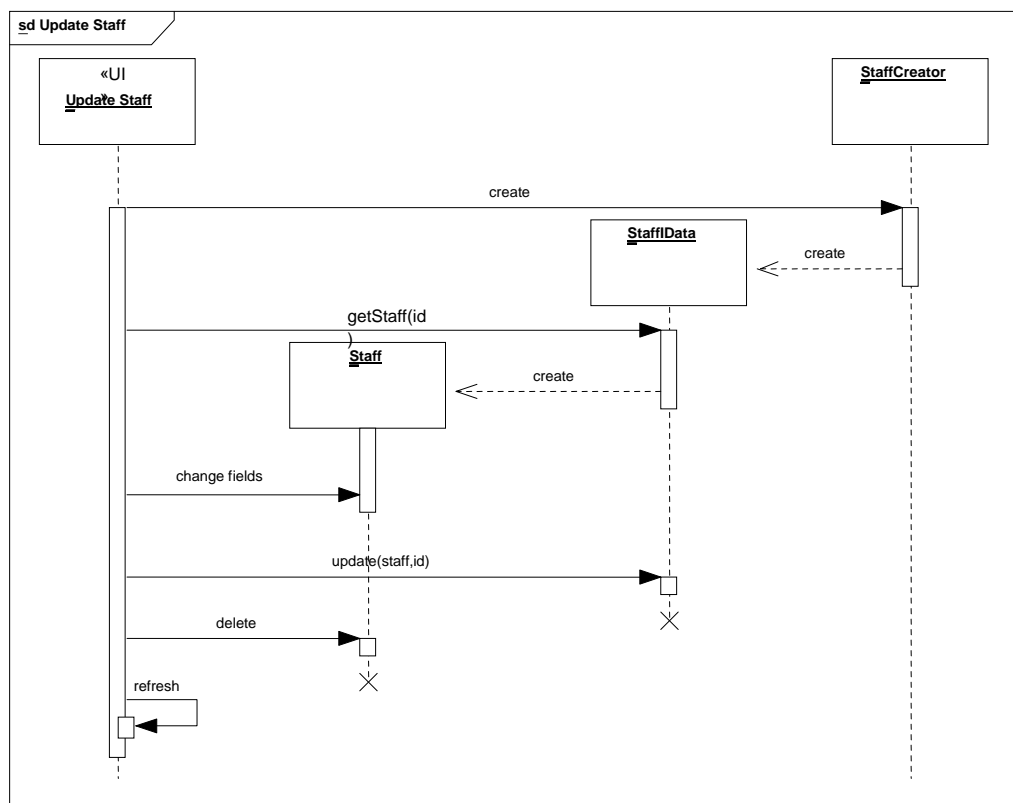 sd Update Staff
«UI
»
Update Staff
StaffCreator
create
StaffIData
create
getStaff(id
)
Staff
create
change fields
update(staff,id)
delete
refresh